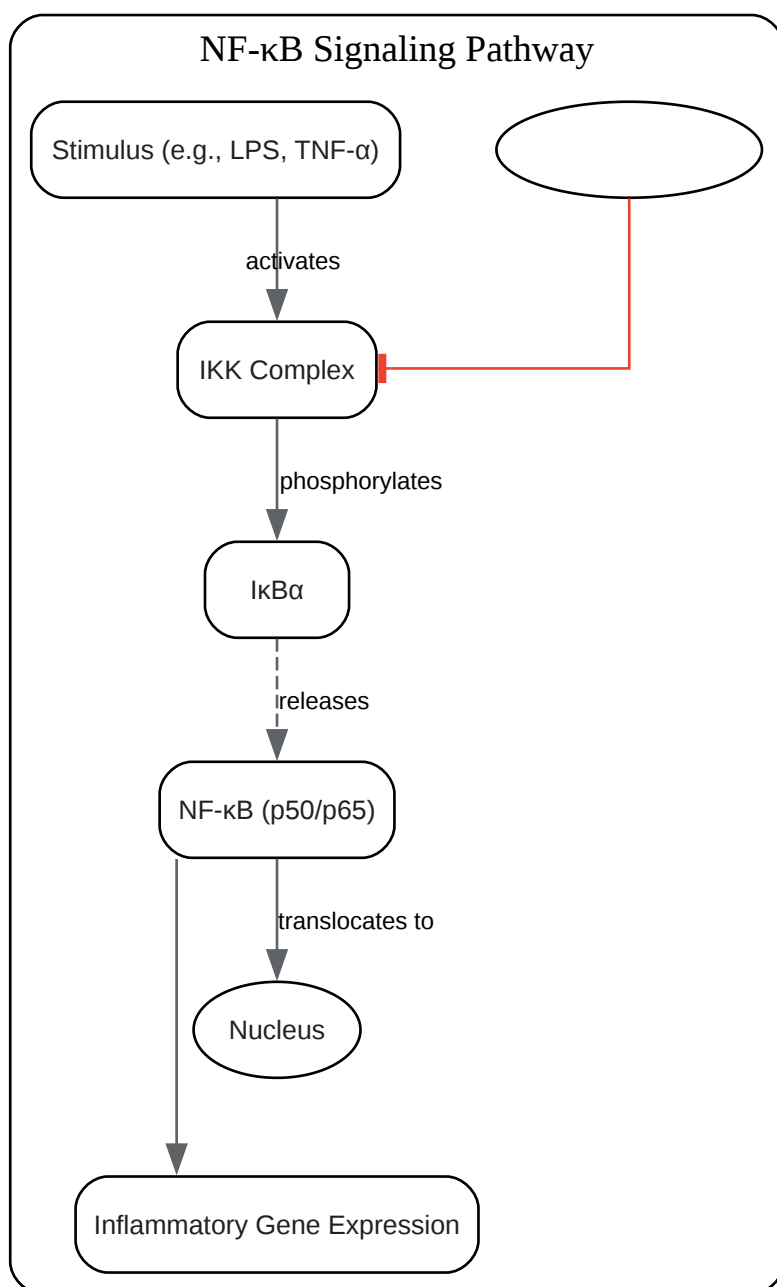 NF-κB Signaling Pathway
Stimulus (e.g., LPS, TNF-α)
activates
IKK Complex
phosphorylates
IκBα
releases
NF-κB (p50/p65)
translocates to
Nucleus
Inflammatory Gene Expression